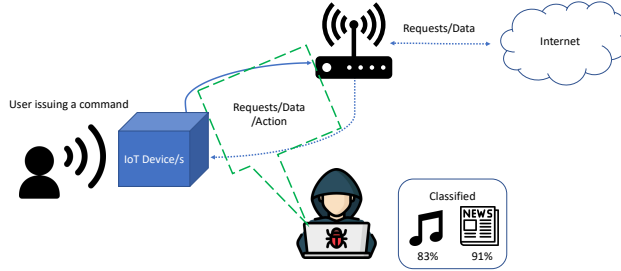 Requests/Data
Internet
User issuing a command
Requests/Data
/Action
IoT Device/s
Classified
NEWS
83%
91%